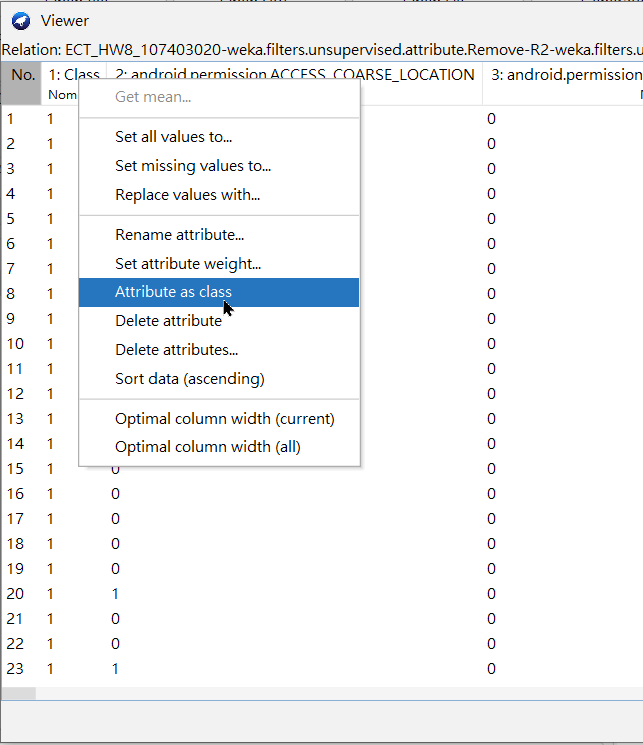 Viewer
Relation: ECT_HW8_107403020-weka.filters.unsupervised.attribute.Remove-R2-weka.filters.u
No. 1: Class 2: android.permission.ACCESS_COARSE_LOCATION 3: android.permission
Nom
Get mean...
Set all values to...
Set missing values to...
Replace values with...
Rename attribute...
Set attribute weight...
Attribute as class
Delete attribute
Delete attributes...
Sort data (ascending)
Optimal column width (current)
Optimal column width (all)
1 1 0
2 1 0
3 1 0
4 1 0
5 1 0
6 1 0
7 1 0
8 1 0
9 1 0
10 1 0
11 1 0
12 1 0
13 1 0
14 1 0
15 1 0 0
16 1 0 0
17 1 0 0
18 1 0 0
19 1 0 0
20 1 1 0
21 1 0 0
22 1 0 0
23 1 1 0